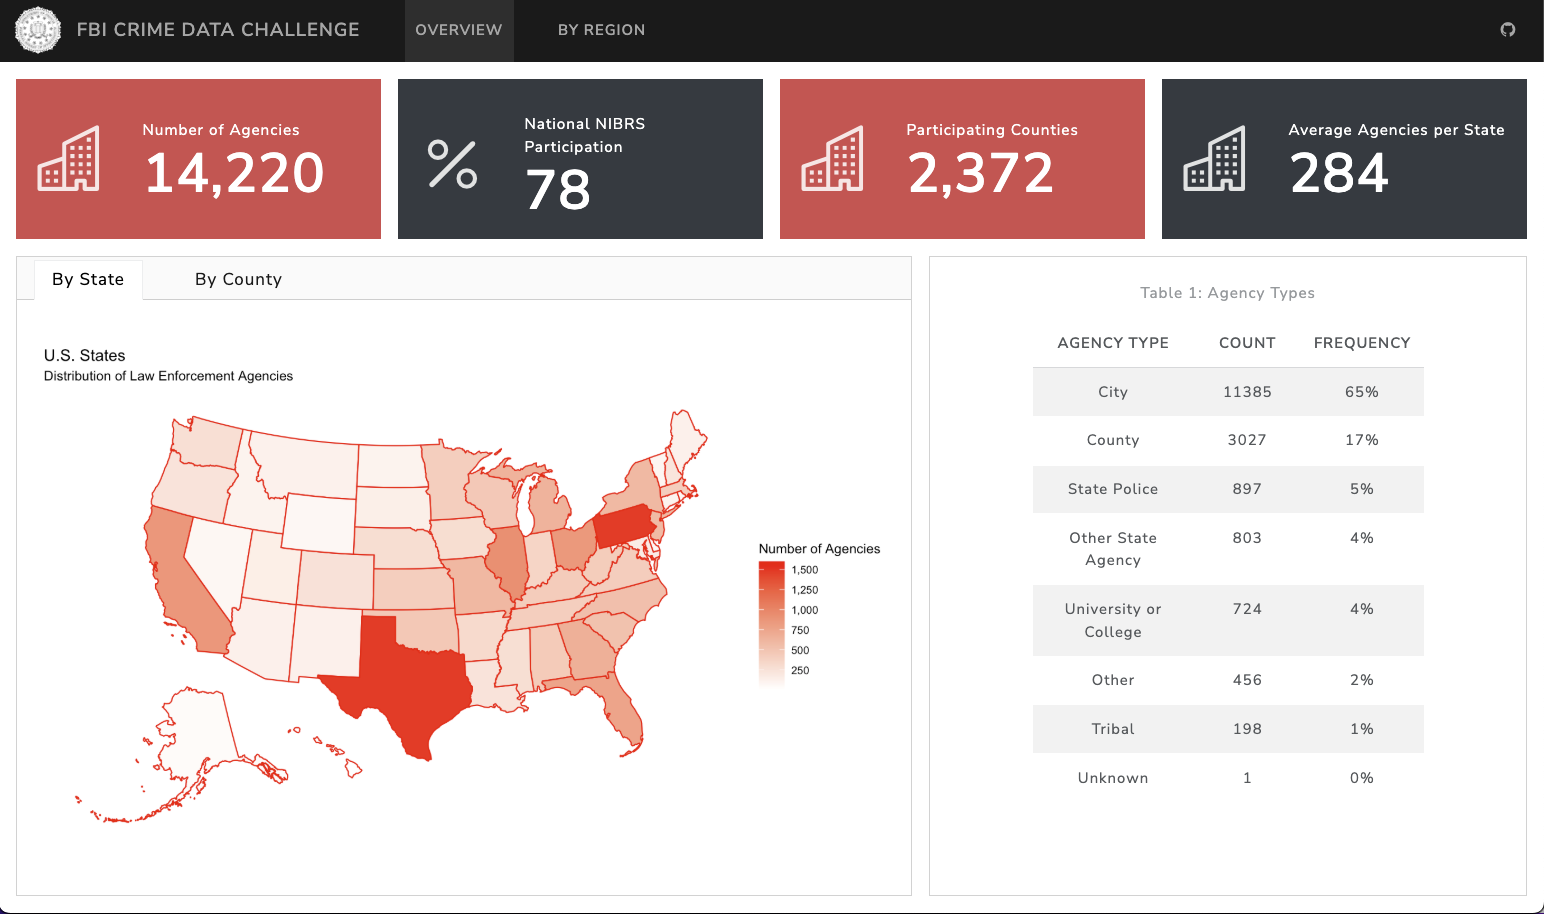 FBI CRIME DATA CHALLENGE
OVERVIEW
BY REGION
Number of Agencies
14,220
National NIBRS
Participation
%
78
Participating Counties
2,372
Average Agencies per State
284
By State
By County
U.S. States
Distribution of Law Enforcement Agencies
Number of Agencies
1,500
1,250
1,000
750
500
250
Table 1: Agency Types
AGENCY TYPE COUNT FREQUENCY
City 11385 65%
County 3027 17%
State Police 897 5%
Other State
Agency 803 4%
University or
College 724 4%
Other 456 2%
Tribal 198 1%
Unknown 1 0%